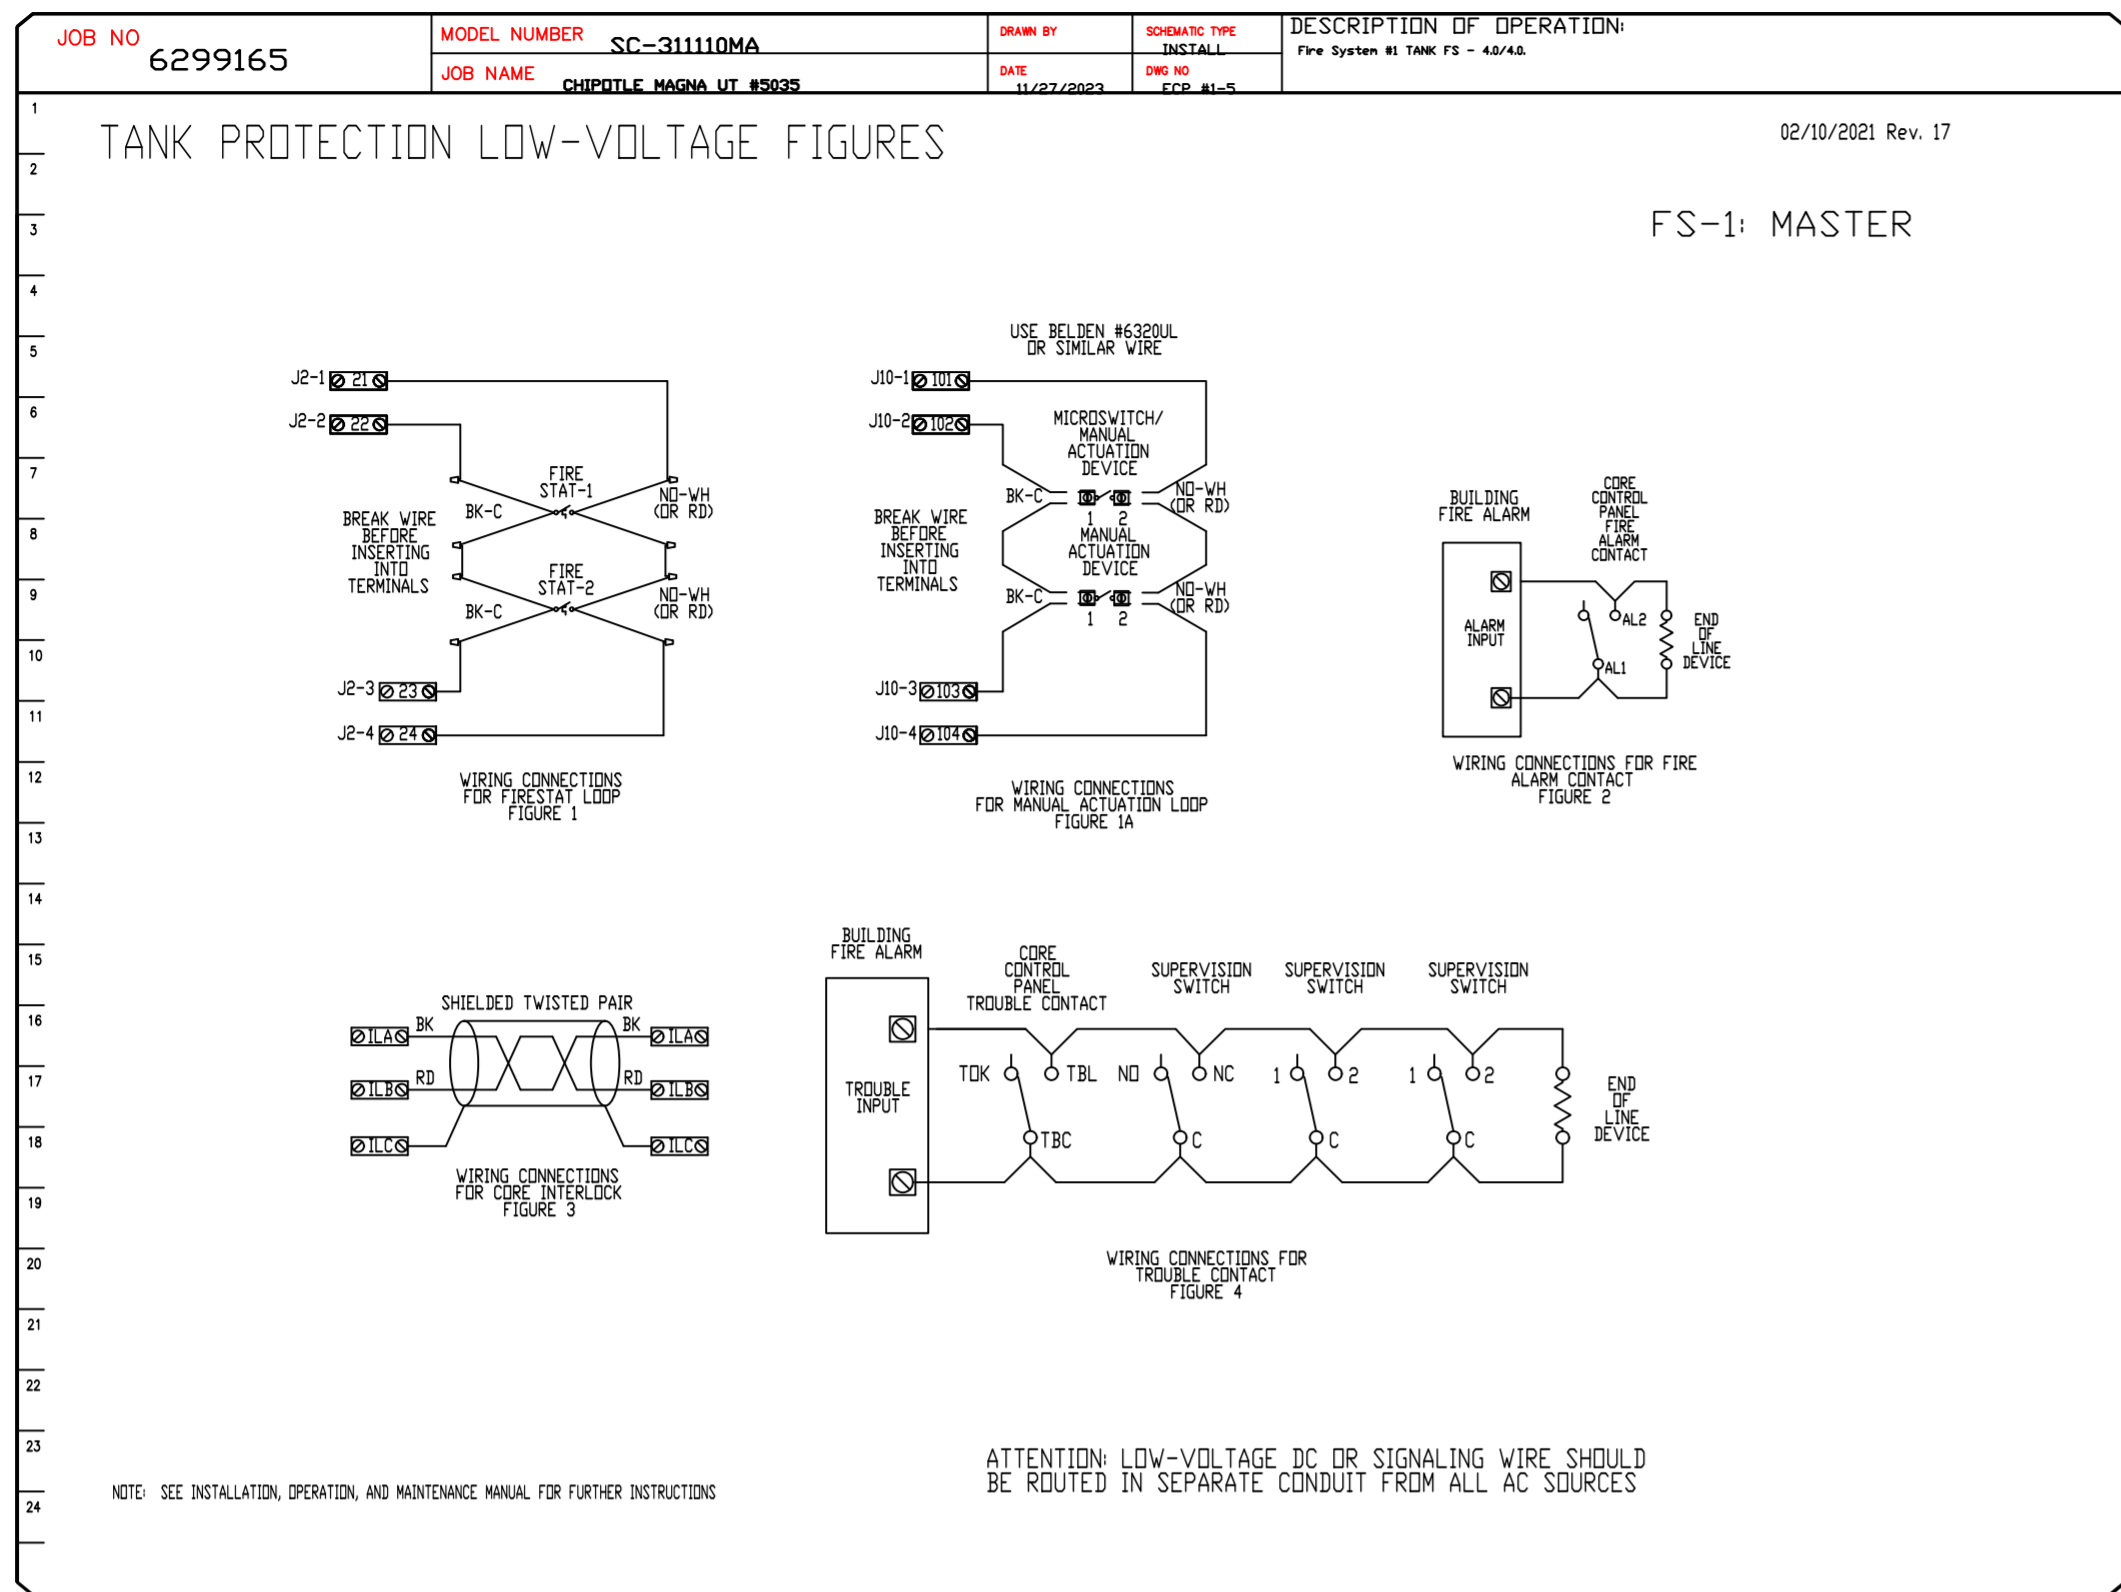 JOB NO 6299165
MODEL NUMBER SC-311110MA
JOB NAME CHIPOTLE MAGNA UT #5035
DRAWN BY
DATE 11/27/2023
SCHEMATIC TYPE INSTALL
DWG NO ECP #1-5
DESCRIPTION OF OPERATION:
Fire System #1 TANK FS - 4.0/4.0.
1
2
3
4
5
6
7
8
9
10
11
12
13
14
15
16
17
18
19
20
21
22
23
24
TANK PROTECTION LOW-VOLTAGE FIGURES
02/10/2021 Rev. 17
FS-1: MASTER
J2-1 21
J2-2 22
FIRE
STAT-1
BK-C
NO-WH
(OR RD)
BREAK WIRE
BEFORE
INSERTING
INTO
TERMINALS
FIRE
STAT-2
BK-C
NO-WH
(OR RD)
J2-3 23
J2-4 24
WIRING CONNECTIONS
FOR FIRESTAT LOOP
FIGURE 1
USE BELDEN #6320UL
OR SIMILAR WIRE
J10-1 101
J10-2 102
MICROSWITCH/
MANUAL
ACTUATION
DEVICE
BK-C
NO-WH
(OR RD)
1 2
BREAK WIRE
BEFORE
INSERTING
INTO
TERMINALS
MANUAL
ACTUATION
DEVICE
BK-C
NO-WH
(OR RD)
1 2
J10-3 103
J10-4 104
WIRING CONNECTIONS
FOR MANUAL ACTUATION LOOP
FIGURE 1A
BUILDING
FIRE ALARM
CORE
CONTROL
PANEL
FIRE
ALARM
CONTACT
ALARM
INPUT
AL2
AL1
END
OF
LINE
DEVICE
WIRING CONNECTIONS FOR FIRE
ALARM CONTACT
FIGURE 2
SHIELDED TWISTED PAIR
ILA BK BK ILA
ILB RD RD ILB
ILC ILC
WIRING CONNECTIONS
FOR CORE INTERLOCK
FIGURE 3
BUILDING
FIRE ALARM
TROUBLE
INPUT
CORE
CONTROL
PANEL
TROUBLE CONTACT
SUPERVISION
SWITCH
SUPERVISION
SWITCH
SUPERVISION
SWITCH
TOK TBL NO NC 1 2 1 2
TBC C C C
END
OF
LINE
DEVICE
WIRING CONNECTIONS FOR
TROUBLE CONTACT
FIGURE 4
ATTENTION: LOW-VOLTAGE DC OR SIGNALING WIRE SHOULD
BE ROUTED IN SEPARATE CONDUIT FROM ALL AC SOURCES
NOTE: SEE INSTALLATION, OPERATION, AND MAINTENANCE MANUAL FOR FURTHER INSTRUCTIONS